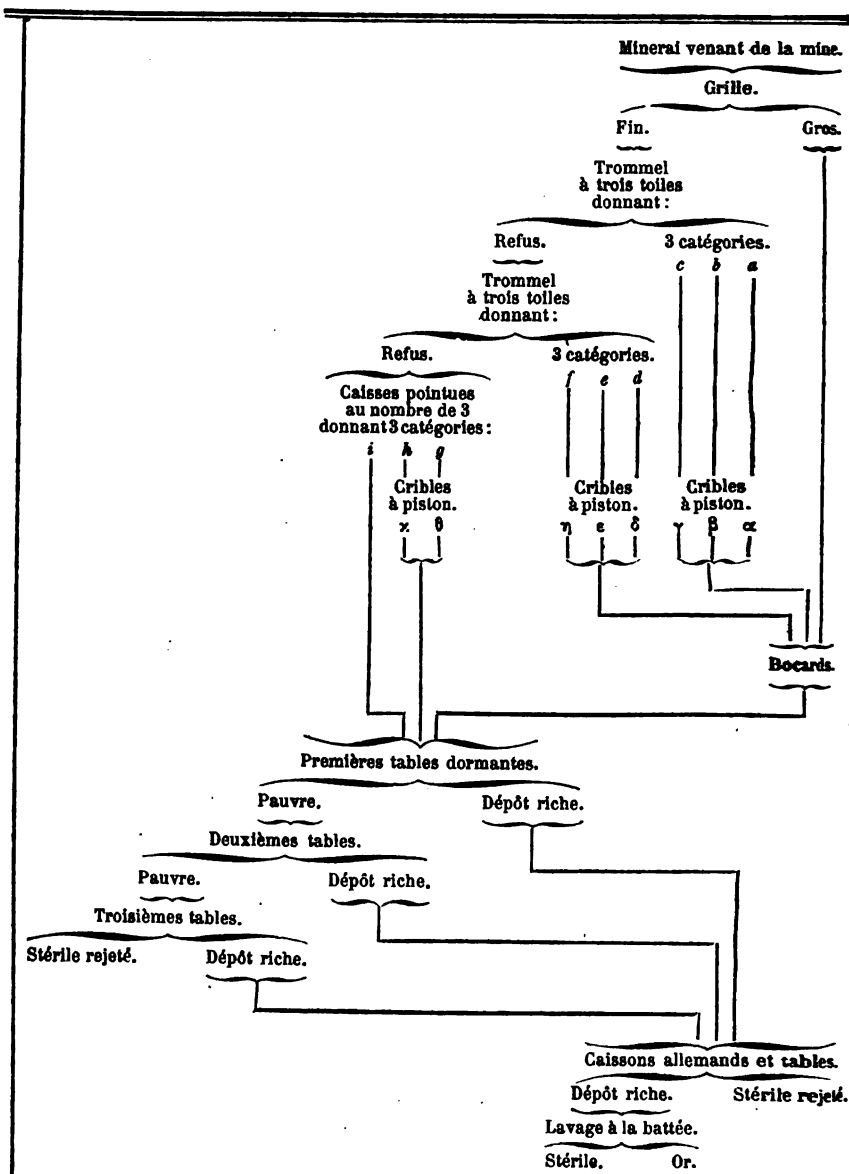 Minerai venant de la mine.
Grille.
Fin. Gros.
Trommel
à trois toiles
donnant :
Refus. 3 catégories.
c b a
Trommel
à trois toiles
donnant :
Refus. 3 catégories.
f e d
Caisses pointues
au nombre de 3
donnant 3 catégories :
i h g
Cribles
à piston.
Cribles
à piston.
Cribles
à piston.
κ θ η ε δ γ β α
Bocards.
Premières tables dormantes.
Pauvre. Dépôt riche.
Deuxièmes tables.
Pauvre. Dépôt riche.
Troisièmes tables.
Stérile rejeté. Dépôt riche.
Caissons allemands et tables.
Dépôt riche. Stérile rejeté.
Lavage à la battée.
Stérile. Or.